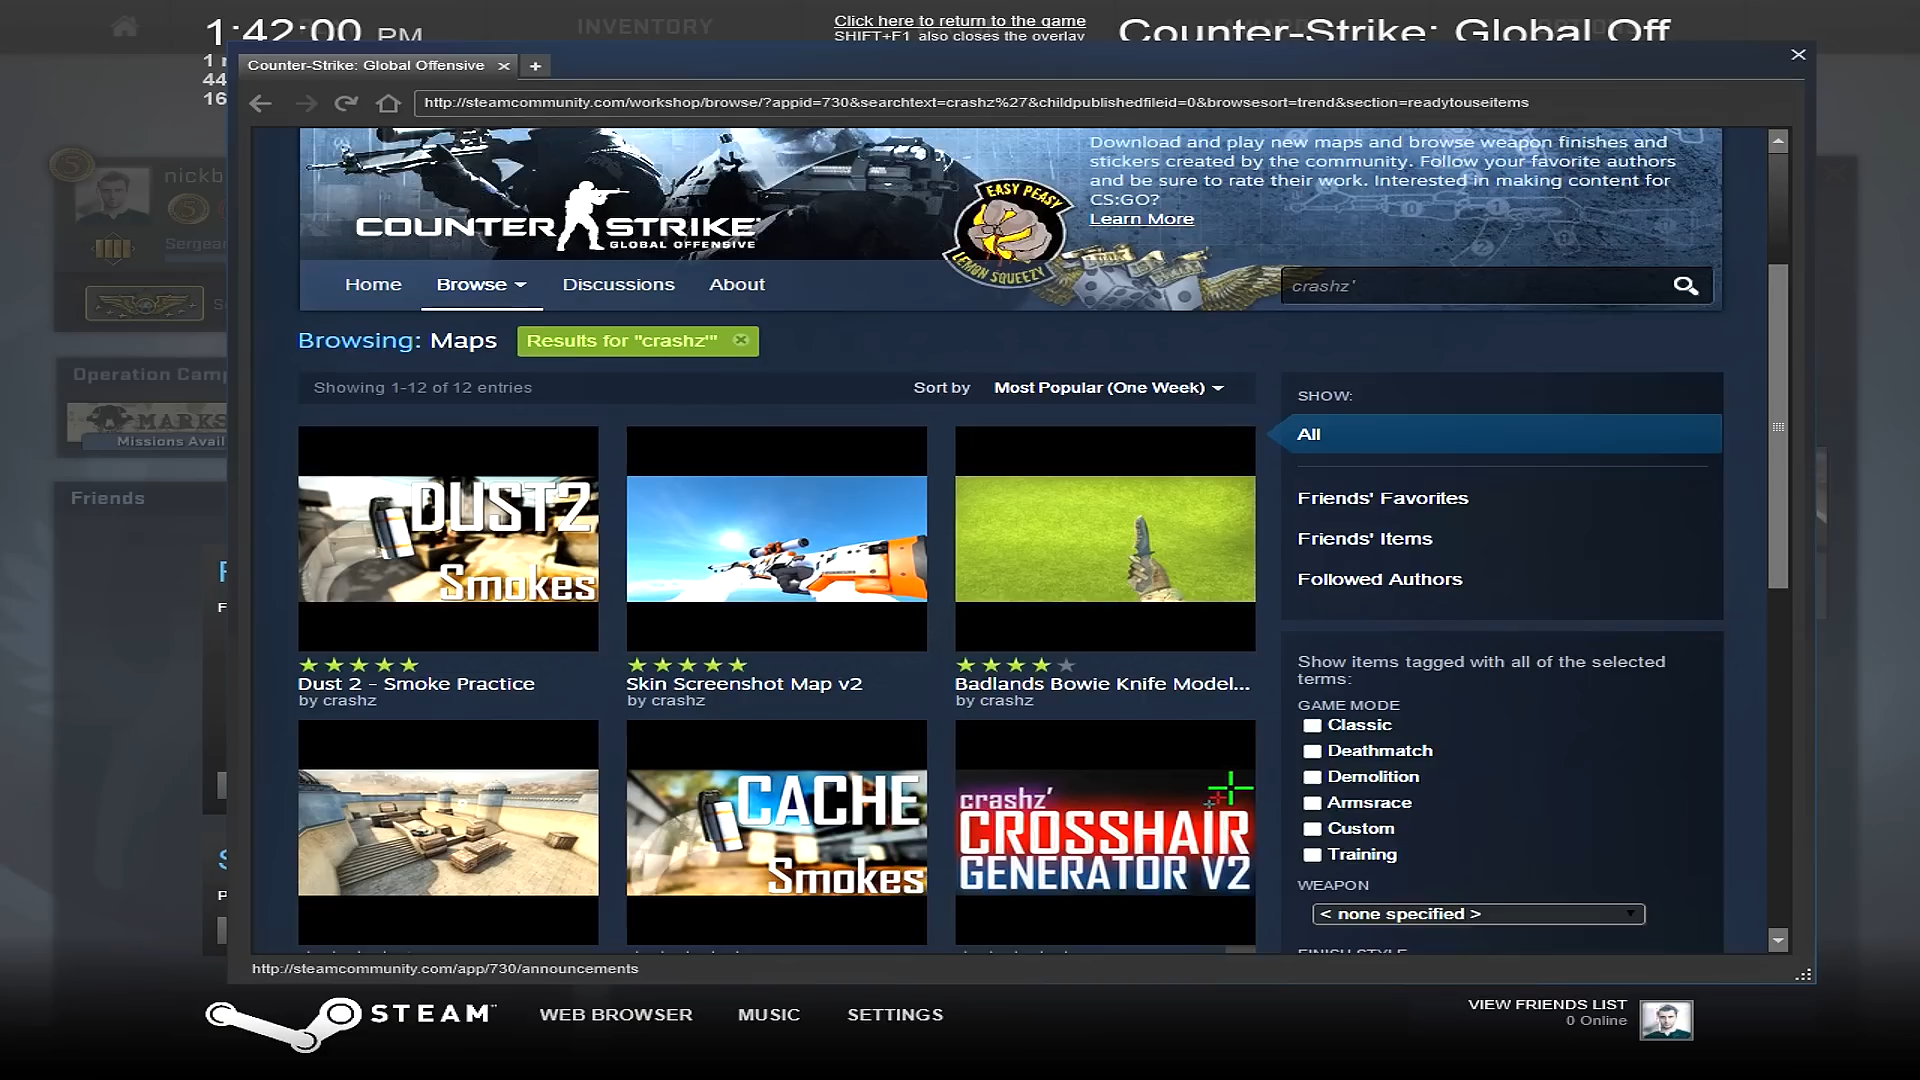 INVENTORY
1:42:00 PM
Click here to return to the game
SHIFT+F1 also closes the overlay
Counter-Strike: Global Off
1
44
16
Counter-Strike: Global Offensive
http://steamcommunity.com/workshop/browse/?appid=730&searchtext=crashz%27&childpublishedfileid=0&browsesort=trend&section=readytouseitems
Download and play new maps and browse weapon finishes and
stickers created by the community. Follow your favorite authors
and be sure to rate their work. Interested in making content for
CS:GO?
Learn More
COUNTER STRIKE
GLOBAL OFFENSIVE
EASY PEASY
LEMON SQUEEZY
Home
Browse
Discussions
About
crashz'
Browsing: Maps
Results for "crashz'"
Showing 1-12 of 12 entries
Sort by
Most Popular (One Week)
SHOW:
All
Friends' Favorites
Friends' Items
Followed Authors
DUST2
Smokes
Dust 2 - Smoke Practice
by crashz
Skin Screenshot Map v2
by crashz
Badlands Bowie Knife Model...
by crashz
CACHE
Smokes
crashz'
CROSSHAIR
GENERATOR V2
Show items tagged with all of the selected
terms:
GAME MODE
Classic
Deathmatch
Demolition
Armsrace
Custom
Training
WEAPON
< none specified >
FINISH STYLE
http://steamcommunity.com/app/730/announcements
nickb
5
5
Sergea
Operation Camp
MARKS
Missions Avail
Friends
STEAM
WEB BROWSER
MUSIC
SETTINGS
VIEW FRIENDS LIST
0 Online